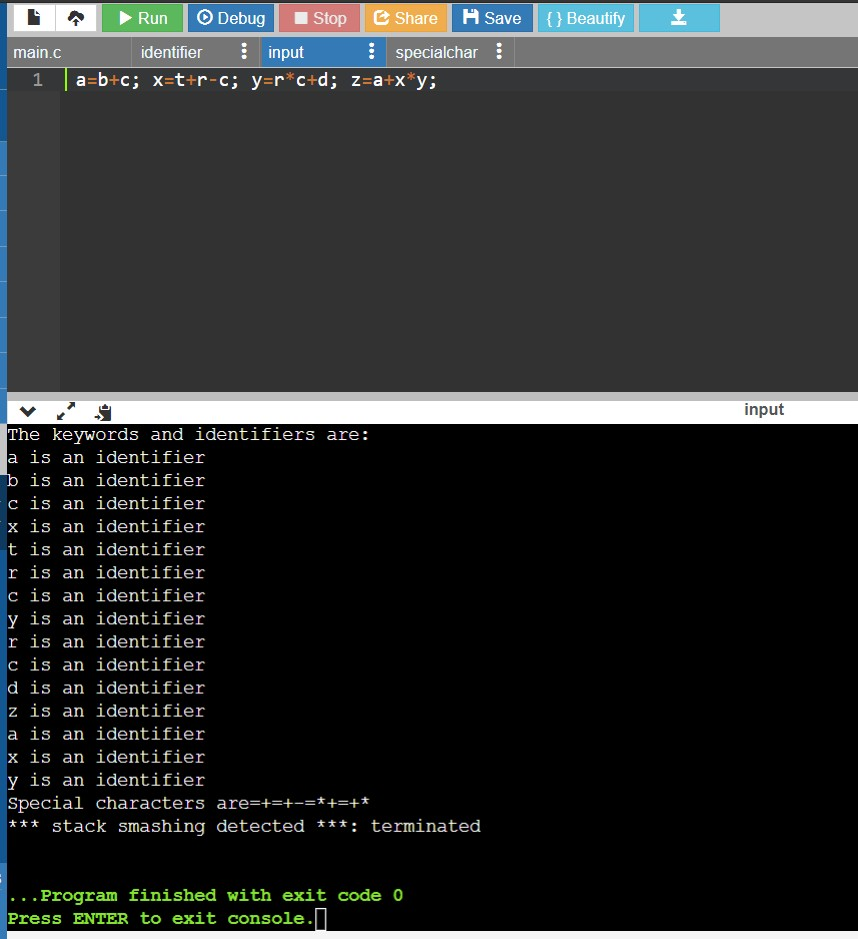 Run Debug Stop Share Save { } Beautify
main.c identifier input specialchar
1 a=b+c; x=t+r-c; y=r*c+d; z=a+x*y;
input
The keywords and identifiers are:
a is an identifier
b is an identifier
c is an identifier
x is an identifier
t is an identifier
r is an identifier
c is an identifier
y is an identifier
r is an identifier
c is an identifier
d is an identifier
z is an identifier
a is an identifier
x is an identifier
y is an identifier
Special characters are=+=+-=*+=+*
*** stack smashing detected ***: terminated
...Program finished with exit code 0
Press ENTER to exit console.